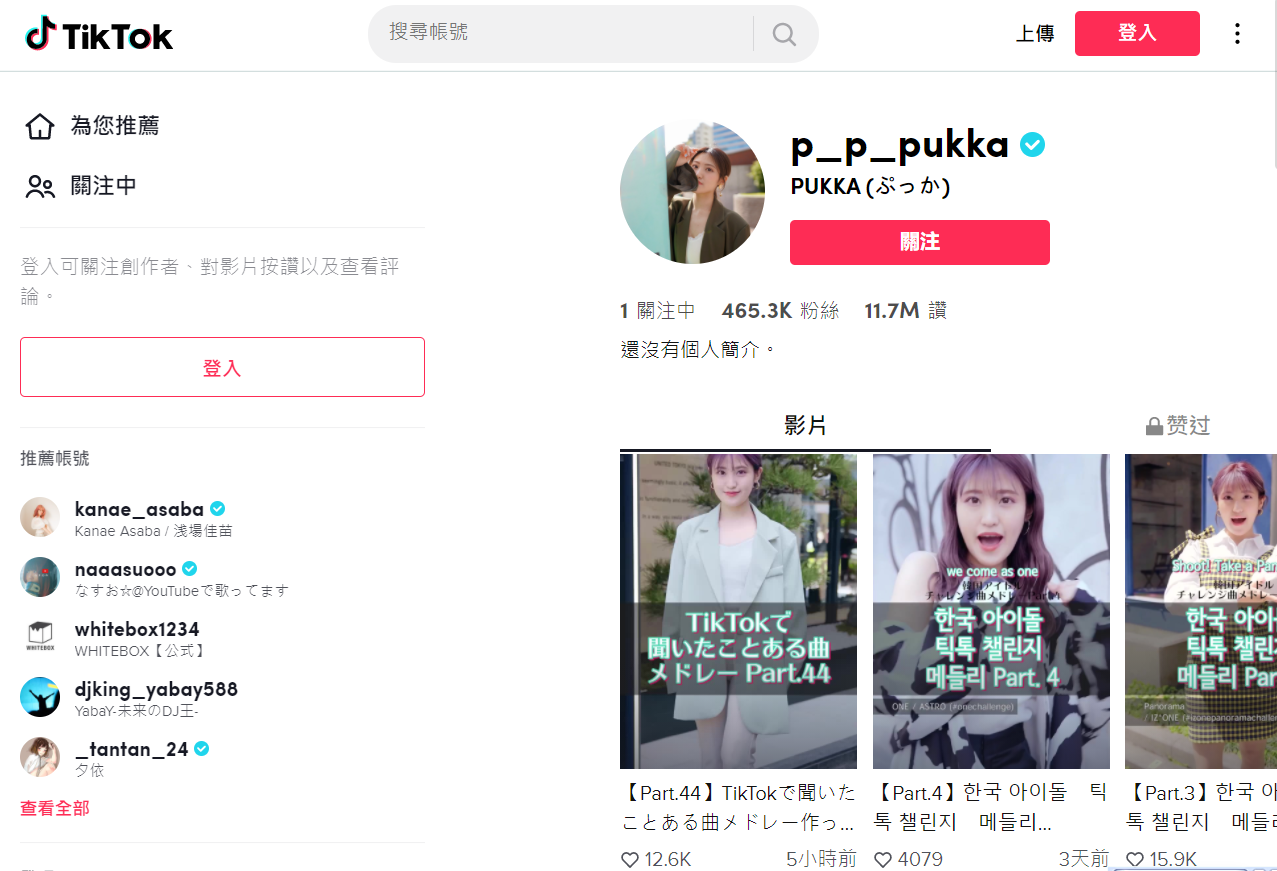 TikTok
搜尋帳號
上傳
登入
為您推薦
關注中
登入可關注創作者、對影片按讚以及查看評
論。
登入
推薦帳號
kanae_asaba
Kanae Asaba / 浅場佳苗
naaasuooo
なすお☆@YouTubeで歌ってます
whitebox1234
WHITEBOX【公式】
djking_yabay588
YabaY-未来のDJ王-
_tantan_24
夕依
查看全部
p_p_pukka
PUKKA (ぷっか)
關注
1 關注中 465.3K 粉絲 11.7M 讚
還沒有個人簡介。
影片
赞过
TikTokで
聞いたことある曲
メドレー Part.44
【Part.44】TikTokで聞いた
ことある曲メドレー作っ...
12.6K 5小時前
we come as one
韓国アイドル
チャレンジ曲メドレー
한국 아이돌
틱톡 챌린지
메들리 Part. 4
ONE / ASTRO (#onechallenge)
【Part.4】한국 아이돌 틱
톡 챌린지 메들리...
4079 3天前
Shoot! Take a Pan
韓国アイド
チャレンジ曲メドレー
한국 아이
틱톡 챌린
메들리 Par
Panorama
/ IZ*ONE (#izonepanoramachalleng
【Part.3】한국 아
톡 챌린지 메들리
15.9K